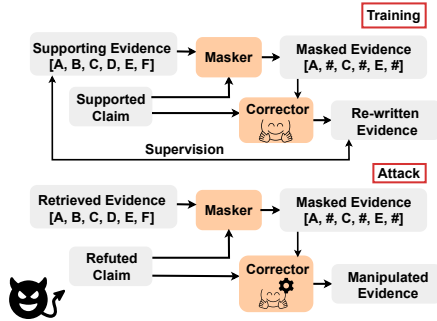 Training
Supporting Evidence
[A, B, C, D, E, F]
Masker
Masked Evidence
[A, #, C, #, E, #]
Supported
Claim
Corrector
Re-written
Evidence
Supervision
Attack
Retrieved Evidence
[A, B, C, D, E, F]
Masker
Masked Evidence
[A, #, C, #, E, #]
Refuted
Claim
Corrector
Manipulated
Evidence